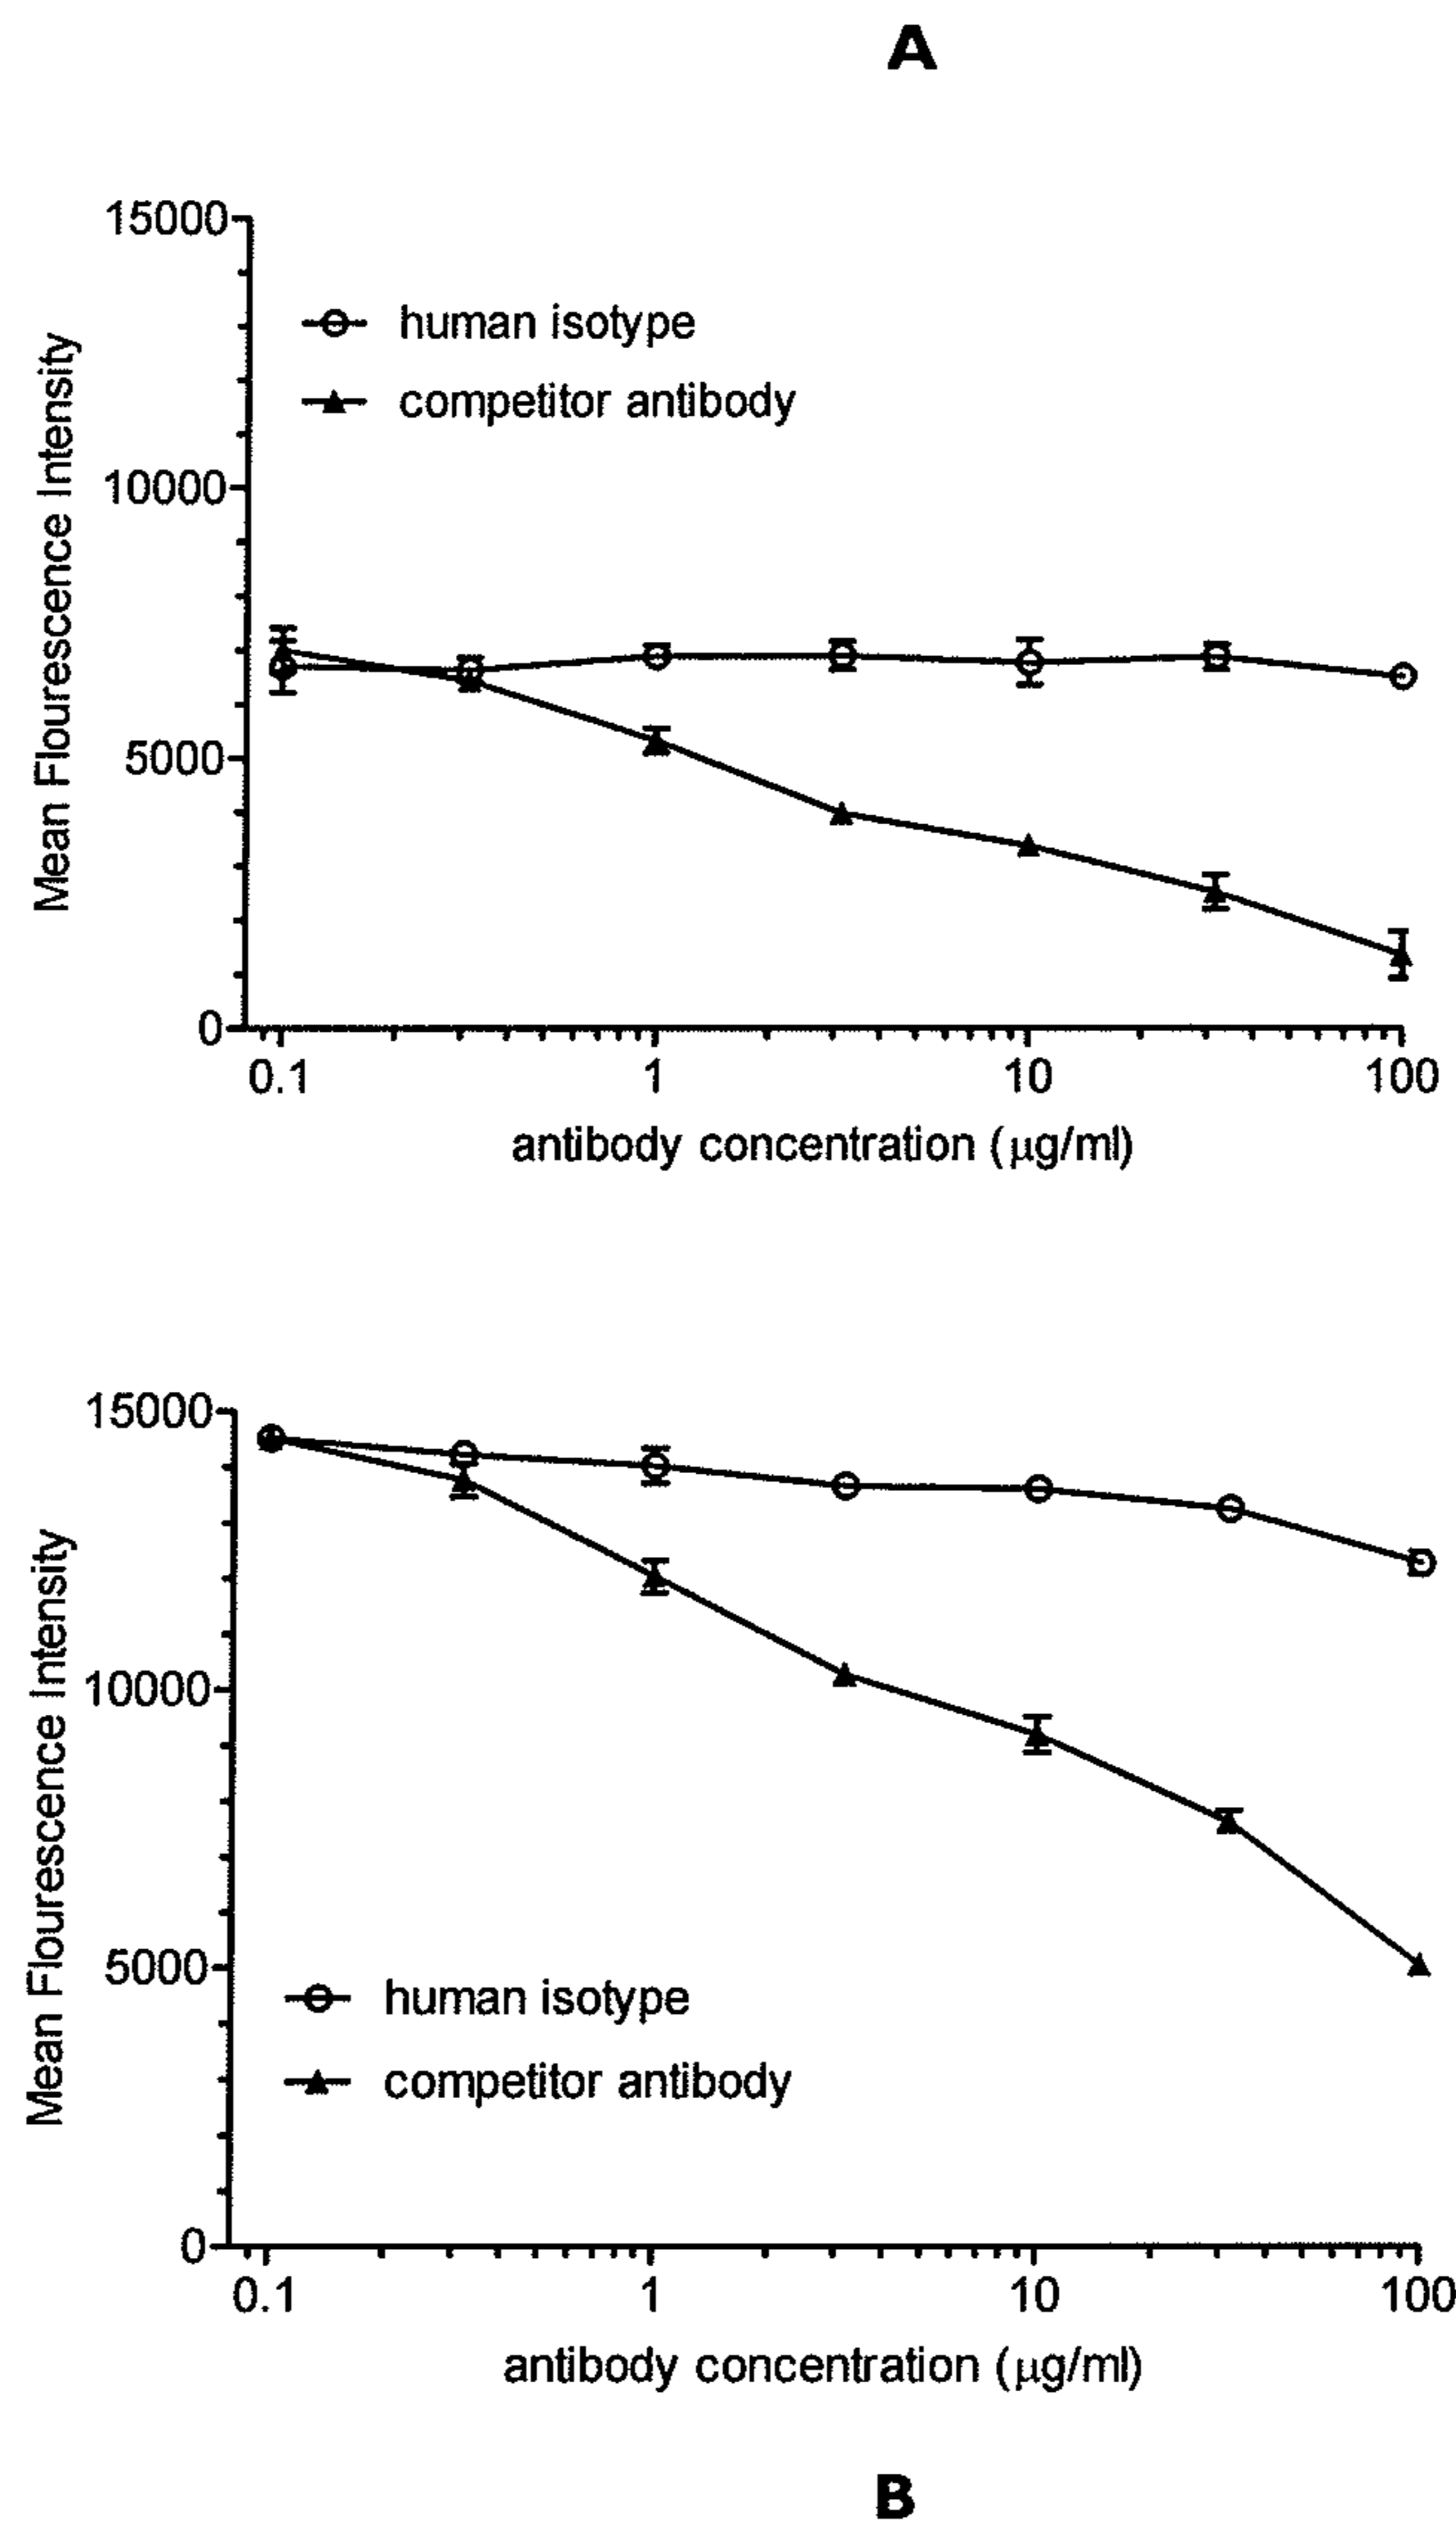 A
15000
human isotype
competitor antibody
10000
5000
0
Mean Flourescence Intensity
0.1 1 10 100
antibody concentration (μg/ml)
15000
10000
5000
human isotype
competitor antibody
0
Mean Flourescence Intensity
0.1 1 10 100
antibody concentration (μg/ml)
B